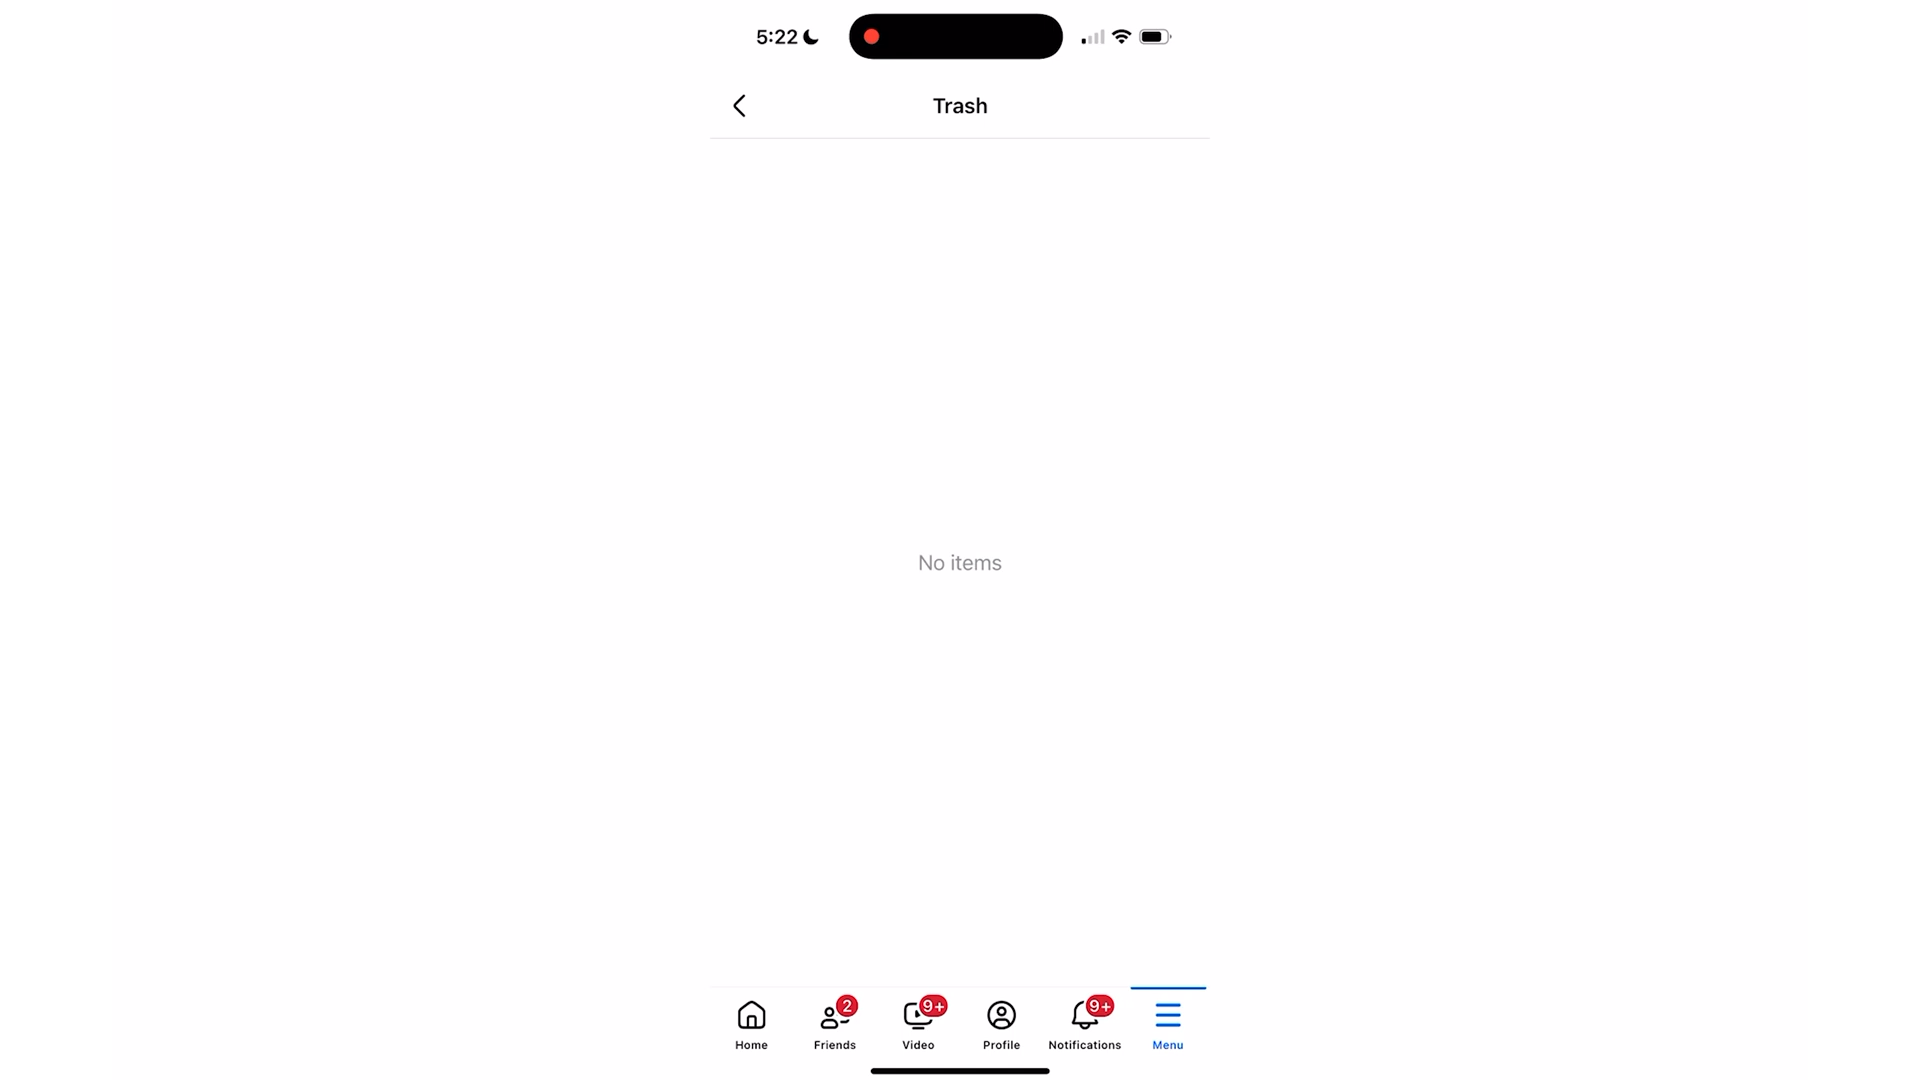 5:22
Trash
No items
2
9+
9+
Home
Friends
Video
Profile
Notifications
Menu